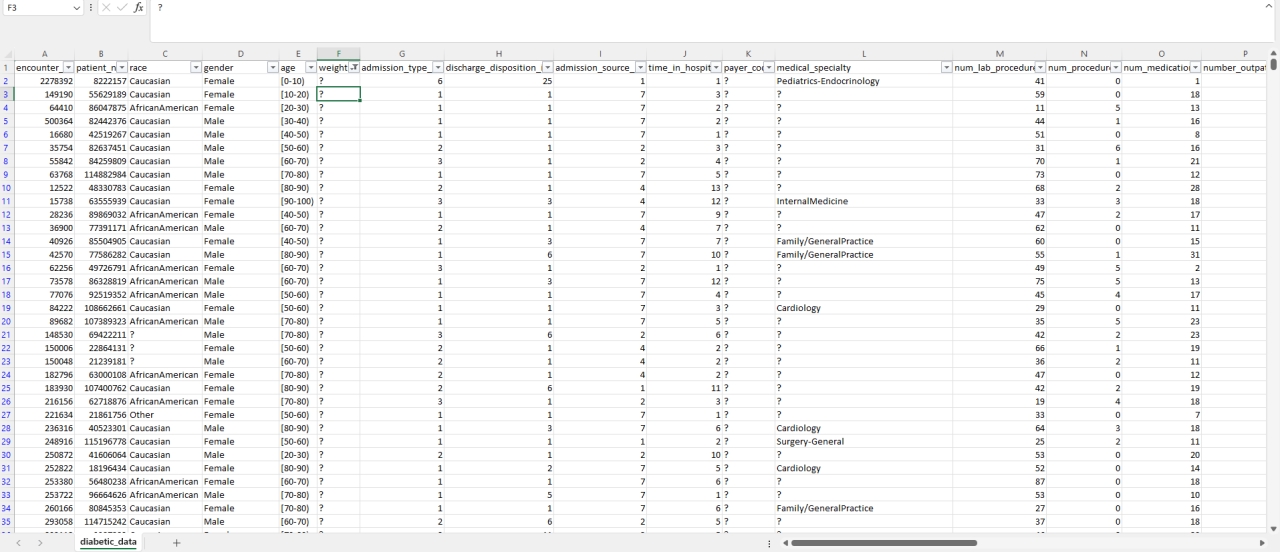 F3 fx ?
A B C D E F G H I J K L M N O P
1 encounter_ patient_n race gender age weight admission_type_ discharge_disposition_ admission_source_ time_in_hospit payer_co medical_specialty num_lab_procedure num_procedure num_medicatio number_outpat
2 2278392 8222157 Caucasian Female [0-10) ? 6 25 1 1 ? Pediatrics-Endocrinology 41 0 1
3 149190 55629189 Caucasian Female [10-20) ? 1 1 7 3 ? ? 59 0 18
4 64410 86047875 AfricanAmerican Female [20-30) ? 1 1 7 2 ? ? 11 5 13
5 500364 82442376 Caucasian Male [30-40) ? 1 1 7 2 ? ? 44 1 16
6 16680 42519267 Caucasian Male [40-50) ? 1 1 7 1 ? ? 51 0 8
7 35754 82637451 Caucasian Male [50-60) ? 2 1 2 3 ? ? 31 6 16
8 55842 84259809 Caucasian Male [60-70) ? 3 1 2 4 ? ? 70 1 21
9 63768 114882984 Caucasian Male [70-80) ? 1 1 7 5 ? ? 73 0 12
10 12522 48330783 Caucasian Female [80-90) ? 2 1 4 13 ? ? 68 2 28
11 15738 63555939 Caucasian Female [90-100) ? 3 3 4 12 ? InternalMedicine 33 3 18
12 28236 89869032 AfricanAmerican Female [40-50) ? 1 1 7 9 ? ? 47 2 17
13 36900 77391171 AfricanAmerican Male [60-70) ? 2 1 4 7 ? ? 62 0 11
14 40926 85504905 Caucasian Female [40-50) ? 1 3 7 7 ? Family/GeneralPractice 60 0 15
15 42570 77586282 Caucasian Male [80-90) ? 1 6 7 10 ? Family/GeneralPractice 55 1 31
16 62256 49726791 AfricanAmerican Female [60-70) ? 3 1 2 1 ? ? 49 5 2
17 73578 86328819 AfricanAmerican Male [60-70) ? 1 3 7 12 ? ? 75 5 13
18 77076 92519352 AfricanAmerican Male [50-60) ? 1 1 7 4 ? ? 45 4 17
19 84222 108662661 Caucasian Female [50-60) ? 1 1 7 3 ? Cardiology 29 0 11
20 89682 107389323 AfricanAmerican Male [70-80) ? 1 1 7 5 ? ? 35 5 23
21 148530 69422211 ? Male [70-80) ? 3 6 2 6 ? ? 42 2 23
22 150006 22864131 ? Female [50-60) ? 2 1 4 2 ? ? 66 1 19
23 150048 21239181 ? Male [60-70) ? 2 1 4 2 ? ? 36 2 11
24 182796 63000108 AfricanAmerican Female [70-80) ? 2 1 4 2 ? ? 47 0 12
25 183930 107400762 Caucasian Female [80-90) ? 2 6 1 11 ? ? 42 2 19
26 216156 62718876 AfricanAmerican Female [70-80) ? 3 1 2 3 ? ? 19 4 18
27 221634 21861756 Other Female [50-60) ? 1 1 7 1 ? ? 33 0 7
28 236316 40523301 Caucasian Male [80-90) ? 1 3 7 6 ? Cardiology 64 3 18
29 248916 115196778 Caucasian Female [50-60) ? 1 1 1 2 ? Surgery-General 25 2 11
30 250872 41606064 Caucasian Male [20-30) ? 2 1 2 10 ? ? 53 0 20
31 252822 18196434 Caucasian Female [80-90) ? 1 2 7 5 ? Cardiology 52 0 14
32 253380 56480238 AfricanAmerican Female [60-70) ? 1 1 7 6 ? ? 87 0 18
33 253722 96664626 AfricanAmerican Male [70-80) ? 1 5 7 1 ? ? 53 0 10
34 260166 80845353 Caucasian Female [70-80) ? 1 1 7 6 ? Family/GeneralPractice 27 0 16
35 293058 114715242 Caucasian Male [60-70) ? 2 6 2 5 ? ? 37 0 18
diabetic_data